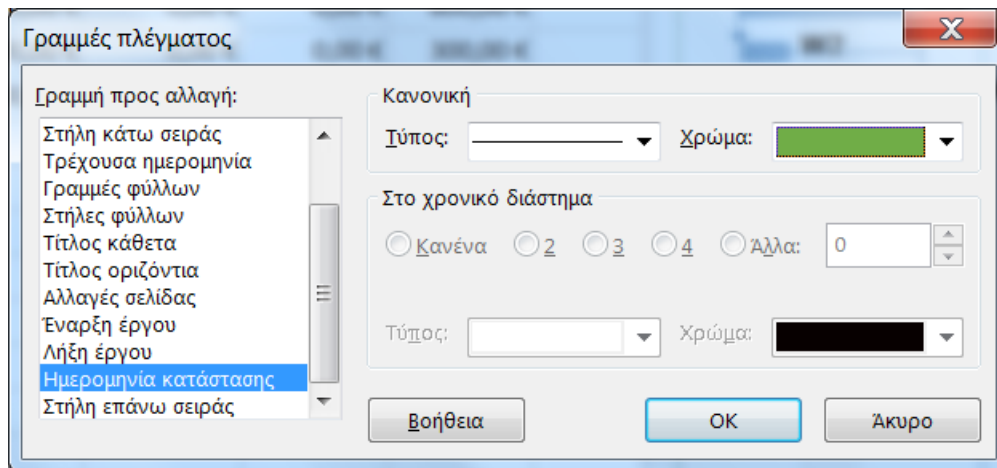 Γραμμές πλέγματος
Γραμμή προς αλλαγή:
Στήλη κάτω σειράς
Τρέχουσα ημερομηνία
Γραμμές φύλλων
Στήλες φύλλων
Τίτλος κάθετα
Τίτλος οριζόντια
Αλλαγές σελίδας
Έναρξη έργου
Λήξη έργου
Ημερομηνία κατάστασης
Στήλη επάνω σειράς
Κανονική
Τύπος: Χρώμα:
Στο χρονικό διάστημα
Κανένα 2 3 4 Άλλα: 0
Τύπος: Χρώμα:
Βοήθεια OK Άκυρο